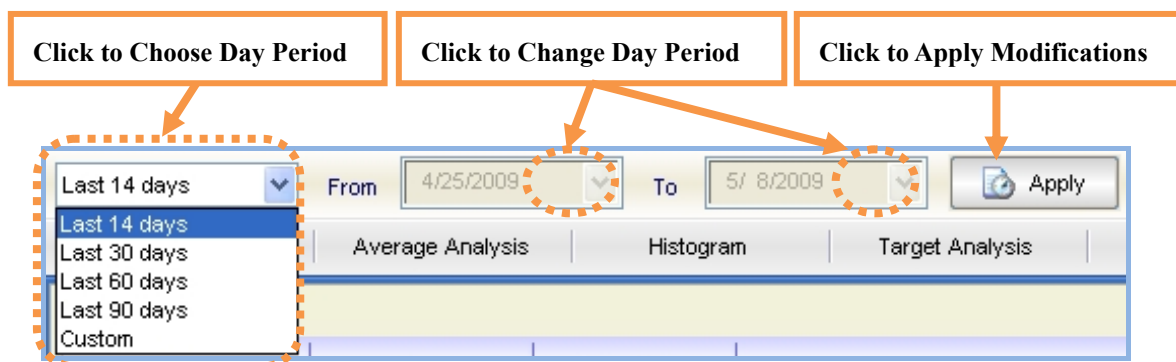 Click to Choose Day Period
Click to Change Day Period
Click to Apply Modifications
Last 14 days
From
4/25/2009
To
5/ 8/2009
Apply
Last 14 days
Last 30 days
Last 60 days
Last 90 days
Custom
Average Analysis
Histogram
Target Analysis